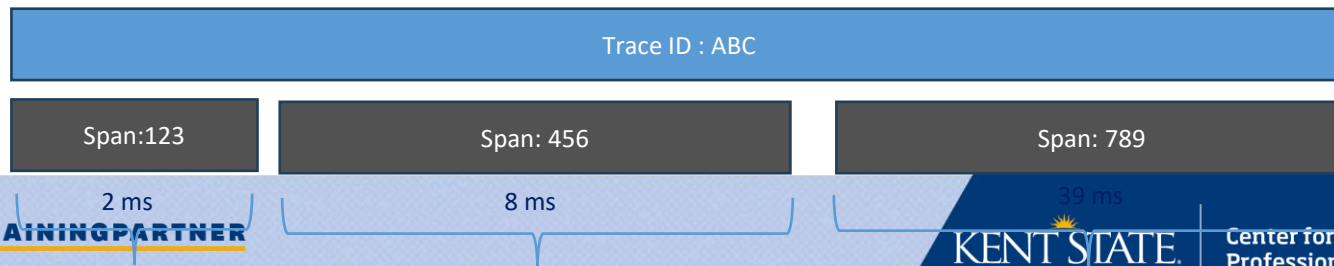 Trace ID : ABC
Span:123
Span: 456
Span: 789
2 ms
8 ms
39 ms
AININGPARTNER
KENT STATE.
Center for
Profession